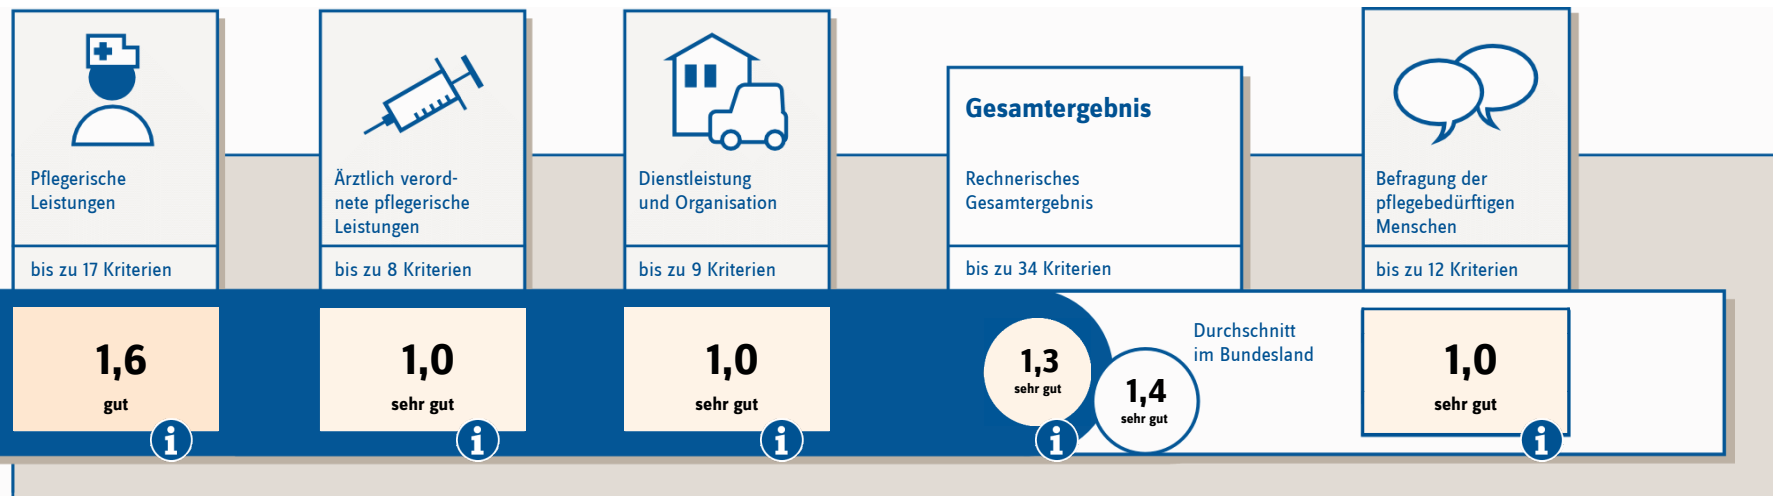 Pflegerische
Leistungen
bis zu 17 Kriterien
1,6
gut
i
Ärztlich verord-
nete pflegerische
Leistungen
bis zu 8 Kriterien
1,0
sehr gut
i
Dienstleistung
und Organisation
bis zu 9 Kriterien
1,0
sehr gut
i
Gesamtergebnis
Rechnerisches
Gesamtergebnis
bis zu 34 Kriterien
1,3
sehr gut
i
1,4
sehr gut
Durchschnitt
im Bundesland
Befragung der
pflegebedürftigen
Menschen
bis zu 12 Kriterien
1,0
sehr gut
i